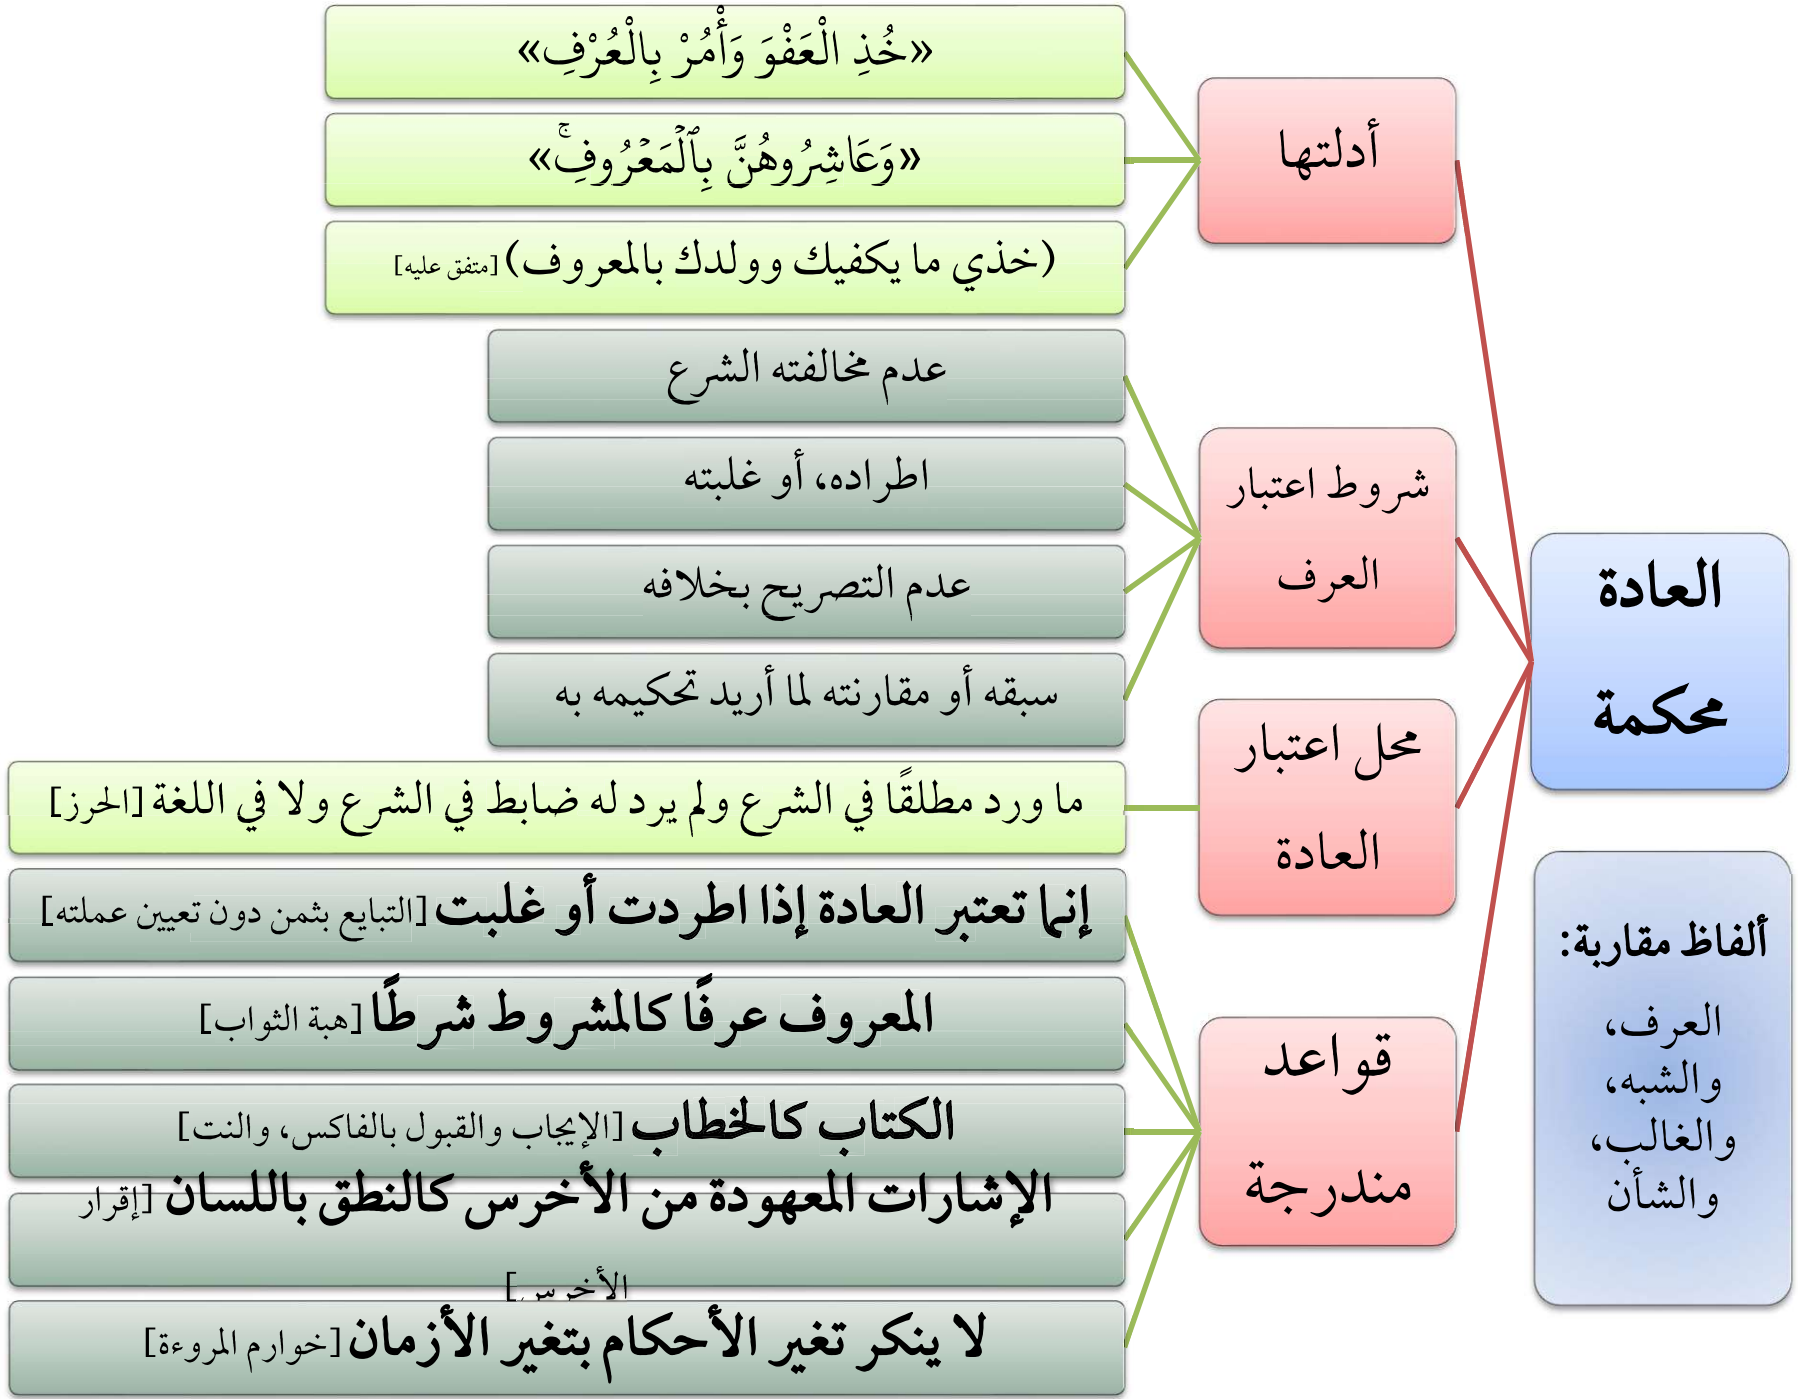 العادة
محكمة
ألفاظ مقاربة:
العرف،
والشبه،
والغالب،
والشأن
أدلتها
«خُذِ الْعَفْوَ وَأْمُرْ بِالْعُرْفِ»
«وَعَاشِرُوهُنَّ بِٱلْمَعْرُوفِۚ»
(خذي ما يكفيك وولدك بالمعروف) [متفق عليه]
شروط اعتبار
العرف
عدم مخالفته الشرع
اطراده، أو غلبته
عدم التصريح بخلافه
سبقه أو مقارنته لما أريد تحكيمه به
محل اعتبار
العادة
ما ورد مطلقًا في الشرع ولم يرد له ضابط في الشرع ولا في اللغة [الحرز]
قواعد
مندرجة
إنما تعتبر العادة إذا اطردت أو غلبت [التبايع بثمن دون تعيين عملته]
المعروف عرفًا كالمشروط شرطًا [هبة الثواب]
الكتاب كالخطاب [الإيجاب والقبول بالفاكس، والنت]
الإشارات المعهودة من الأخرس كالنطق باللسان [إقرار
الأخرس]
لا ينكر تغير الأحكام بتغير الأزمان [خوارم المروءة]